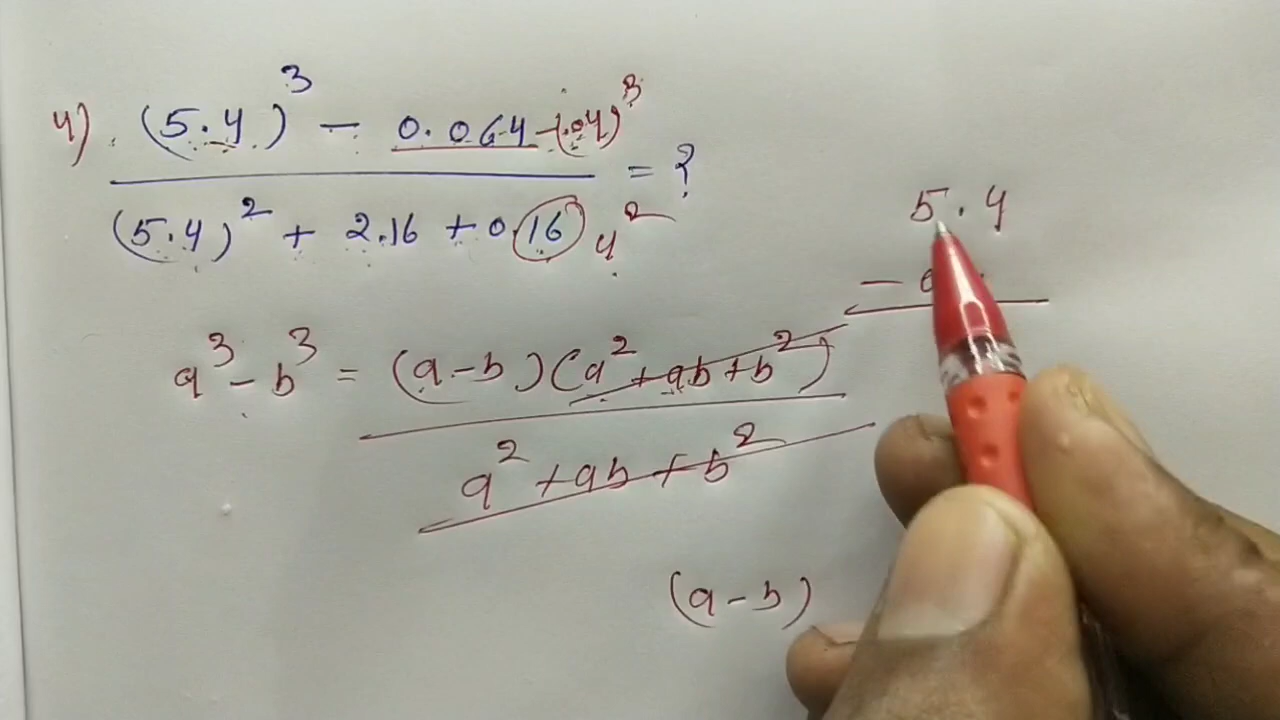 4) (5.4)³ - 0.064 - (.04)³
(5.4)² + 2.16 + 0.16 4² = ?
5.4
-
a³ - b³ = (a-b)(a² + ab + b²)
a² + ab + b²
(a-b)